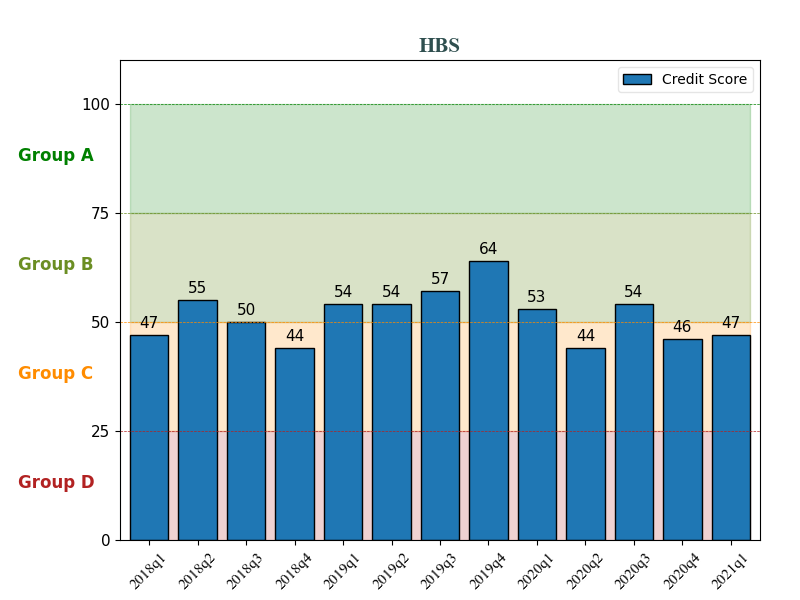 HBS
Credit Score
100
Group A
75
Group B
50
Group C
25
Group D
0
47
55
50
44
54
54
57
64
53
44
54
46
47
2018q1
2018q2
2018q3
2018q4
2019q1
2019q2
2019q3
2019q4
2020q1
2020q2
2020q3
2020q4
2021q1